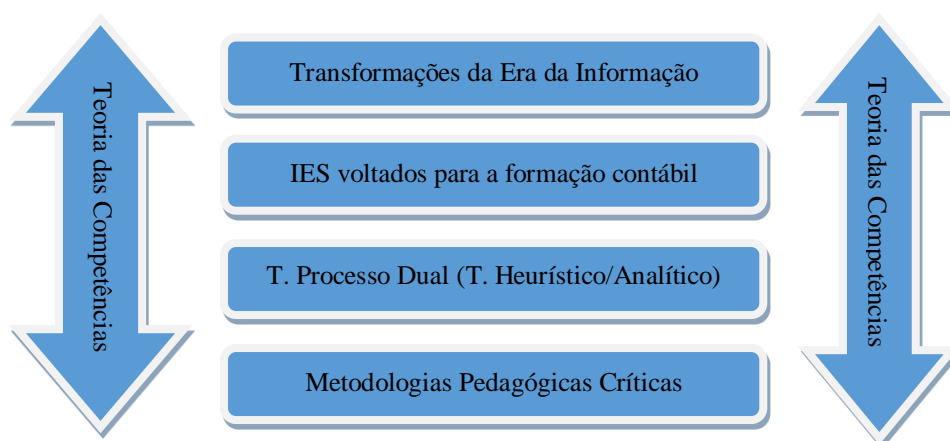 Teoria das Competências
Transformações da Era da Informação
IES voltados para a formação contábil
T. Processo Dual (T. Heurístico/Analítico)
Metodologias Pedagógicas Críticas
Teoria das Competências